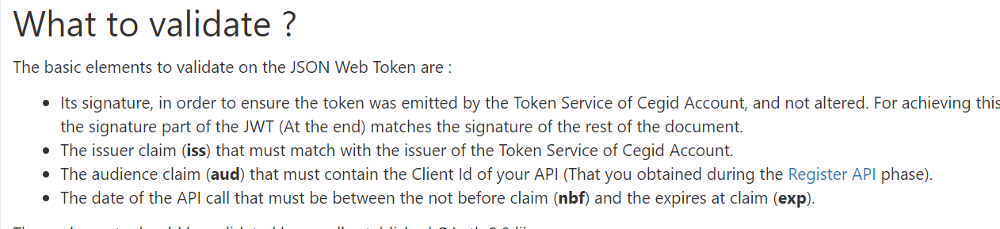 What to validate ?
The basic elements to validate on the JSON Web Token are :
Its signature, in order to ensure the token was emitted by the Token Service of Cegid Account, and not altered. For achieving this
the signature part of the JWT (At the end) matches the signature of the rest of the document.
The issuer claim (iss) that must match with the issuer of the Token Service of Cegid Account.
The audience claim (aud) that must contain the Client Id of your API (That you obtained during the Register API phase).
The date of the API call that must be between the not before claim (nbf) and the expires at claim (exp).